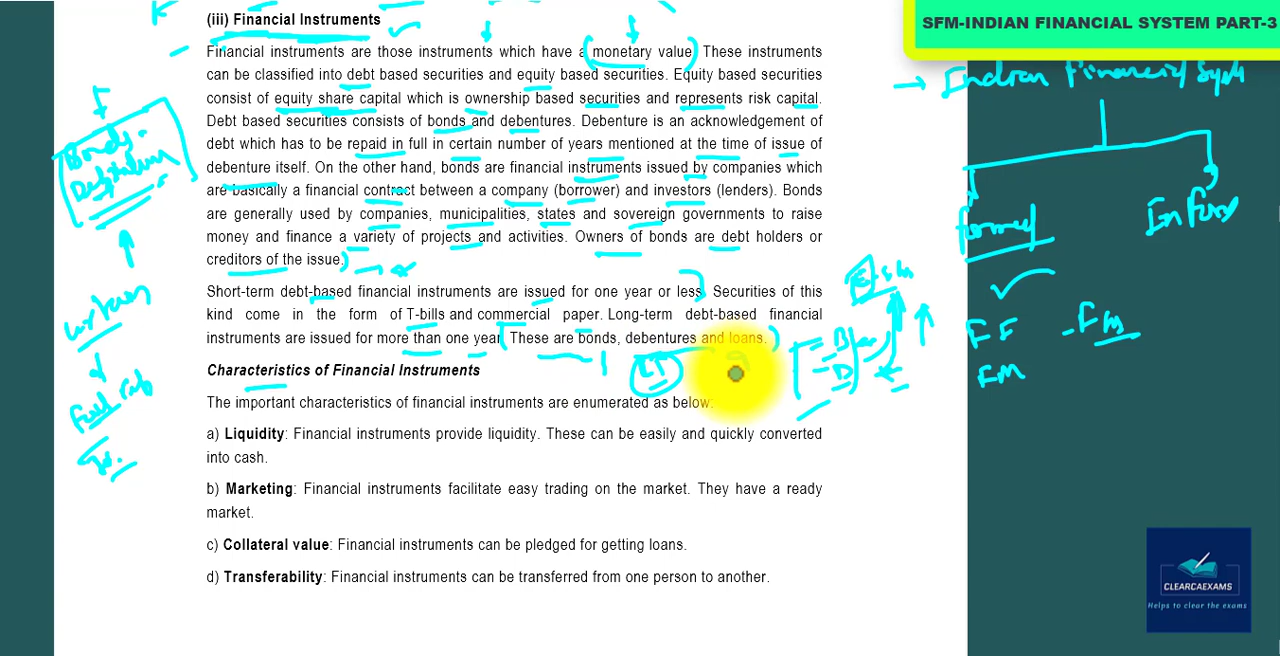 SFM-INDIAN FINANCIAL SYSTEM PART-3
(iii) Financial Instruments
Financial instruments are those instruments which have a monetary value. These instruments
can be classified into debt based securities and equity based securities. Equity based securities
consist of equity share capital which is ownership based securities and represents risk capital.
Debt based securities consists of bonds and debentures. Debenture is an acknowledgement of
debt which has to be repaid in full in certain number of years mentioned at the time of issue of
debenture itself. On the other hand, bonds are financial instruments issued by companies which
are basically a financial contract between a company (borrower) and investors (lenders). Bonds
are generally used by companies, municipalities, states and sovereign governments to raise
money and finance a variety of projects and activities. Owners of bonds are debt holders or
creditors of the issue.
Short-term debt-based financial instruments are issued for one year or less. Securities of this
kind come in the form of T-bills and commercial paper. Long-term debt-based financial
instruments are issued for more than one year. These are bonds, debentures and loans.
Characteristics of Financial Instruments
The important characteristics of financial instruments are enumerated as below:
a) Liquidity: Financial instruments provide liquidity. These can be easily and quickly converted
into cash.
b) Marketing: Financial instruments facilitate easy trading on the market. They have a ready
market.
c) Collateral value: Financial instruments can be pledged for getting loans.
d) Transferability: Financial instruments can be transferred from one person to another.
Bonds
LT
B
D
Indian Financial Syst
Formal
FM
FM
CLEARCAEXAMS
Helps to clear the exams